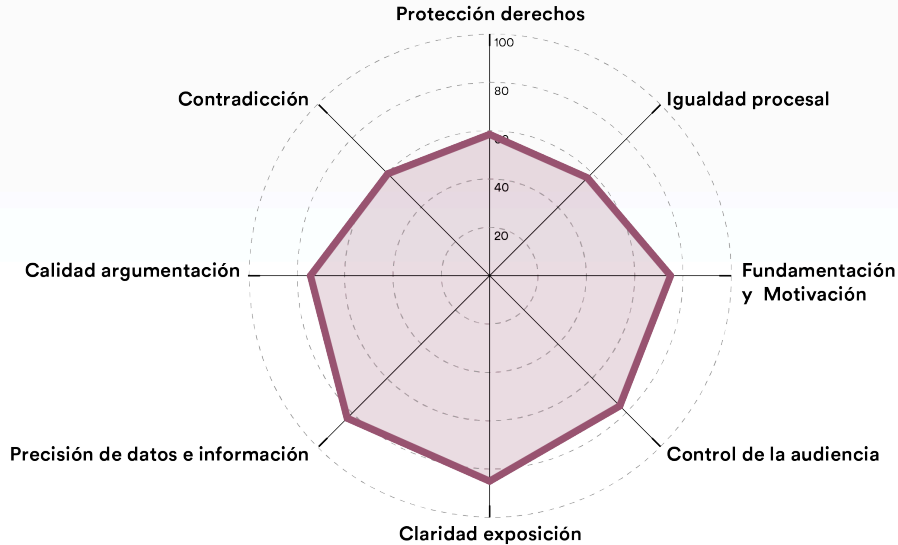 Protección derechos
100
Contradicción
Igualdad procesal
80
60
40
20
Calidad argumentación
Fundamentación
y Motivación
Precisión de datos e información
Control de la audiencia
Claridad exposición